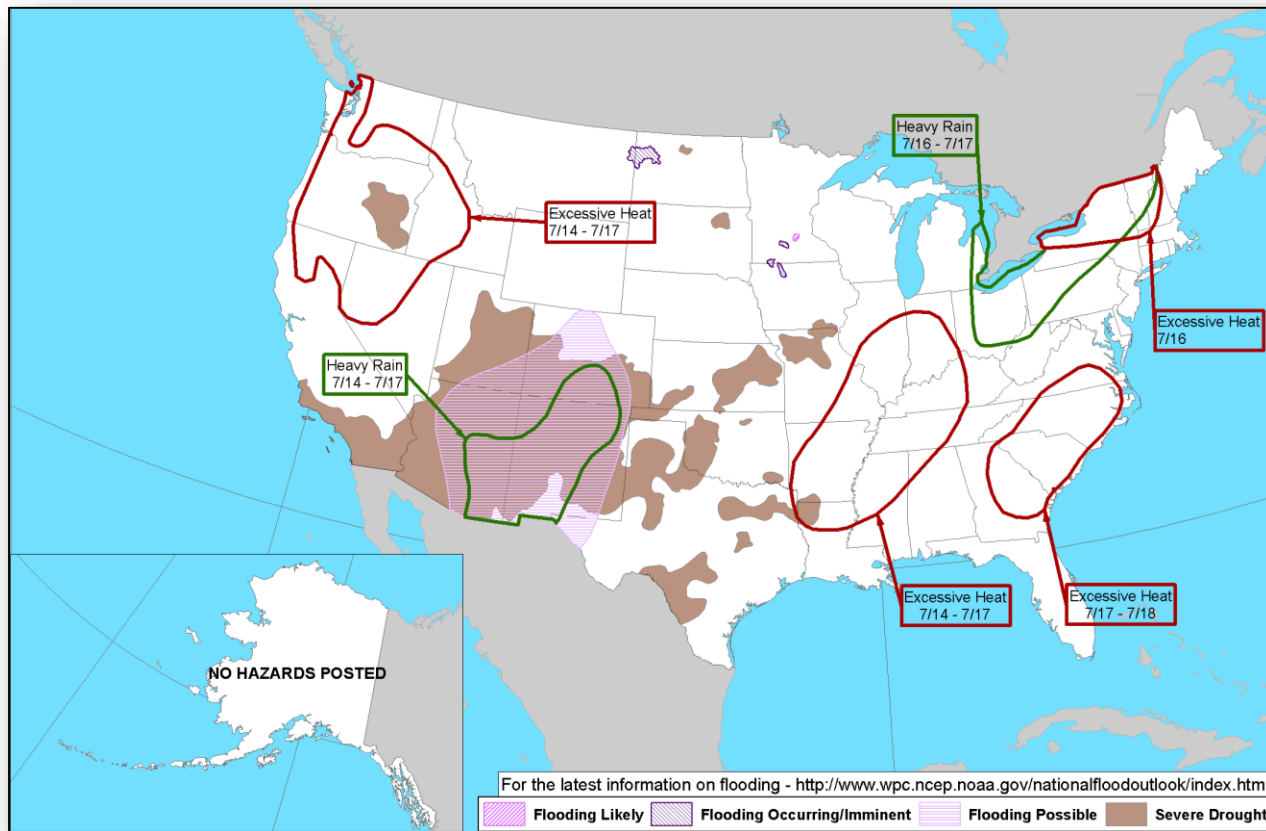 Heavy Rain
7/16 - 7/17
Excessive Heat
7/14 - 7/17
Excessive Heat
7/16
Heavy Rain
7/14 - 7/17
Excessive Heat
7/14 - 7/17
Excessive Heat
7/17 - 7/18
NO HAZARDS POSTED
For the latest information on flooding - http://www.wpc.ncep.noaa.gov/nationalfloodoutlook/index.htm
Flooding Likely Flooding Occurring/Imminent Flooding Possible Severe Drought